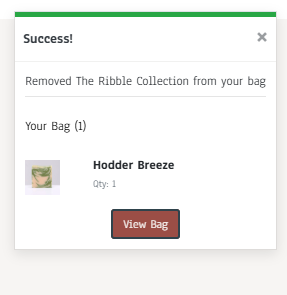 Success!
×
Removed The Ribble Collection from your bag
Your Bag (1)
Hodder Breeze
Qty: 1
View Bag